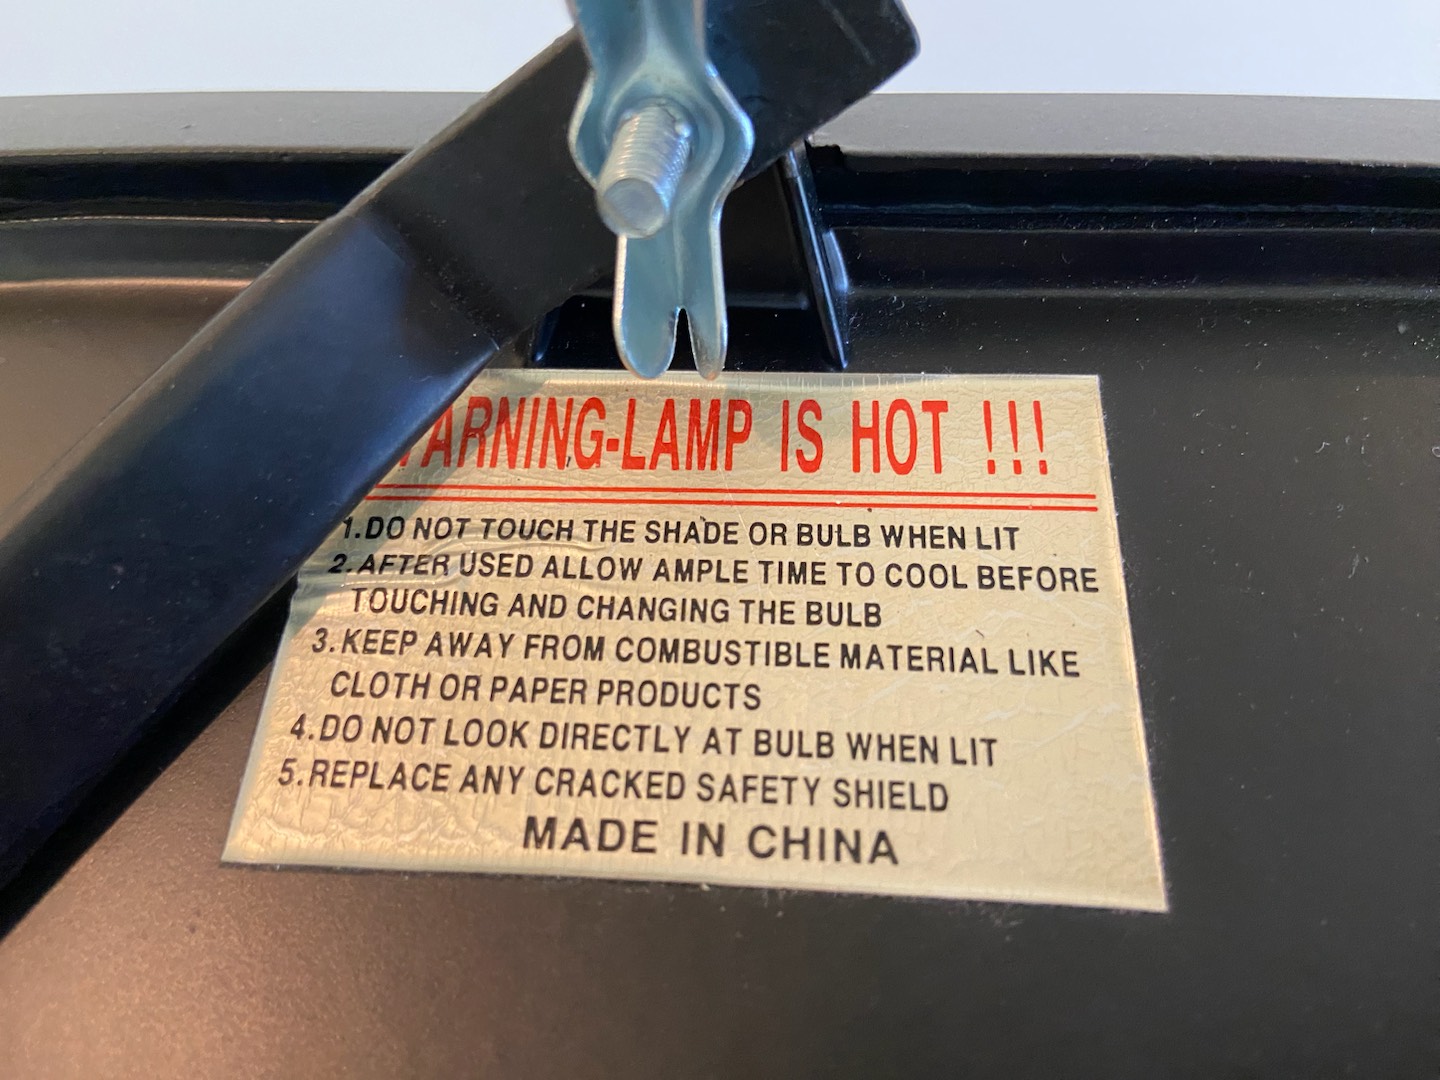 WARNING-LAMP IS HOT !!!
1.DO NOT TOUCH THE SHADE OR BULB WHEN LIT
2.AFTER USED ALLOW AMPLE TIME TO COOL BEFORE
TOUCHING AND CHANGING THE BULB
3.KEEP AWAY FROM COMBUSTIBLE MATERIAL LIKE
CLOTH OR PAPER PRODUCTS
4.DO NOT LOOK DIRECTLY AT BULB WHEN LIT
5.REPLACE ANY CRACKED SAFETY SHIELD
MADE IN CHINA